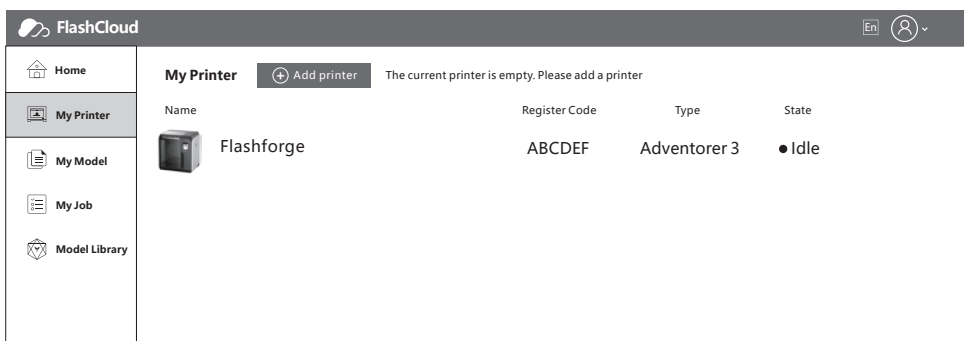 FlashCloud
En
Home
My Printer
My Model
My Job
Model Library
My Printer
Add printer
The current printer is empty. Please add a printer
Name
Register Code
Type
State
Flashforge
ABCDEF
Adventorer 3
Idle